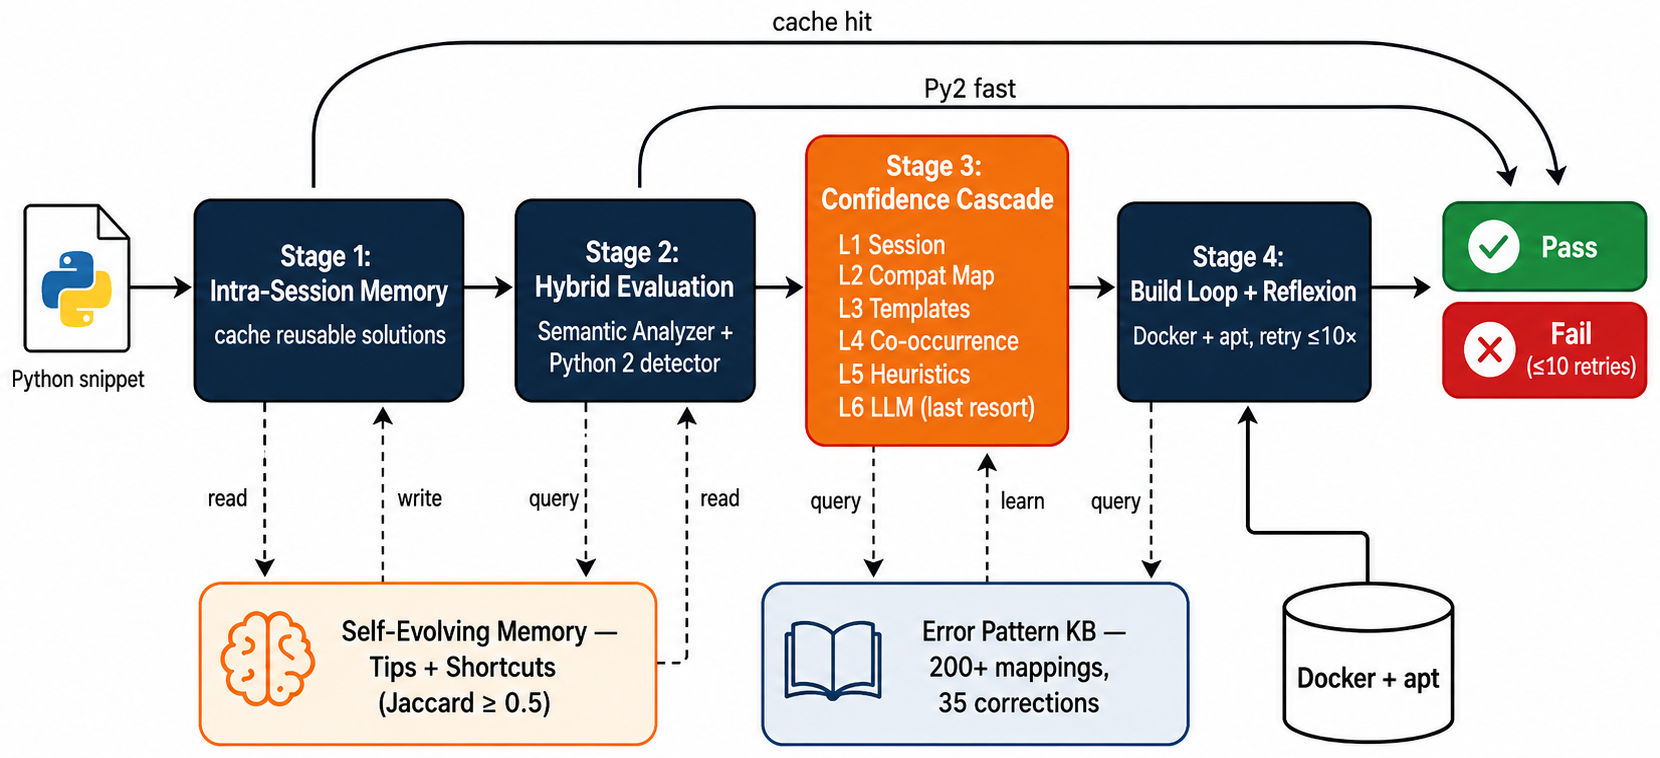 cache hit
Py2 fast
Python snippet
Stage 1:
Intra-Session Memory
cache reusable solutions
Stage 2:
Hybrid Evaluation
Semantic Analyzer +
Python 2 detector
Stage 3:
Confidence Cascade
L1 Session
L2 Compat Map
L3 Templates
L4 Co-occurrence
L5 Heuristics
L6 LLM (last resort)
Stage 4:
Build Loop + Reflexion
Docker + apt, retry ≤10×
Pass
Fail
(≤10 retries)
read
write
query
read
query
learn
query
Self-Evolving Memory —
Tips + Shortcuts
(Jaccard ≥ 0.5)
Error Pattern KB —
200+ mappings,
35 corrections
Docker + apt